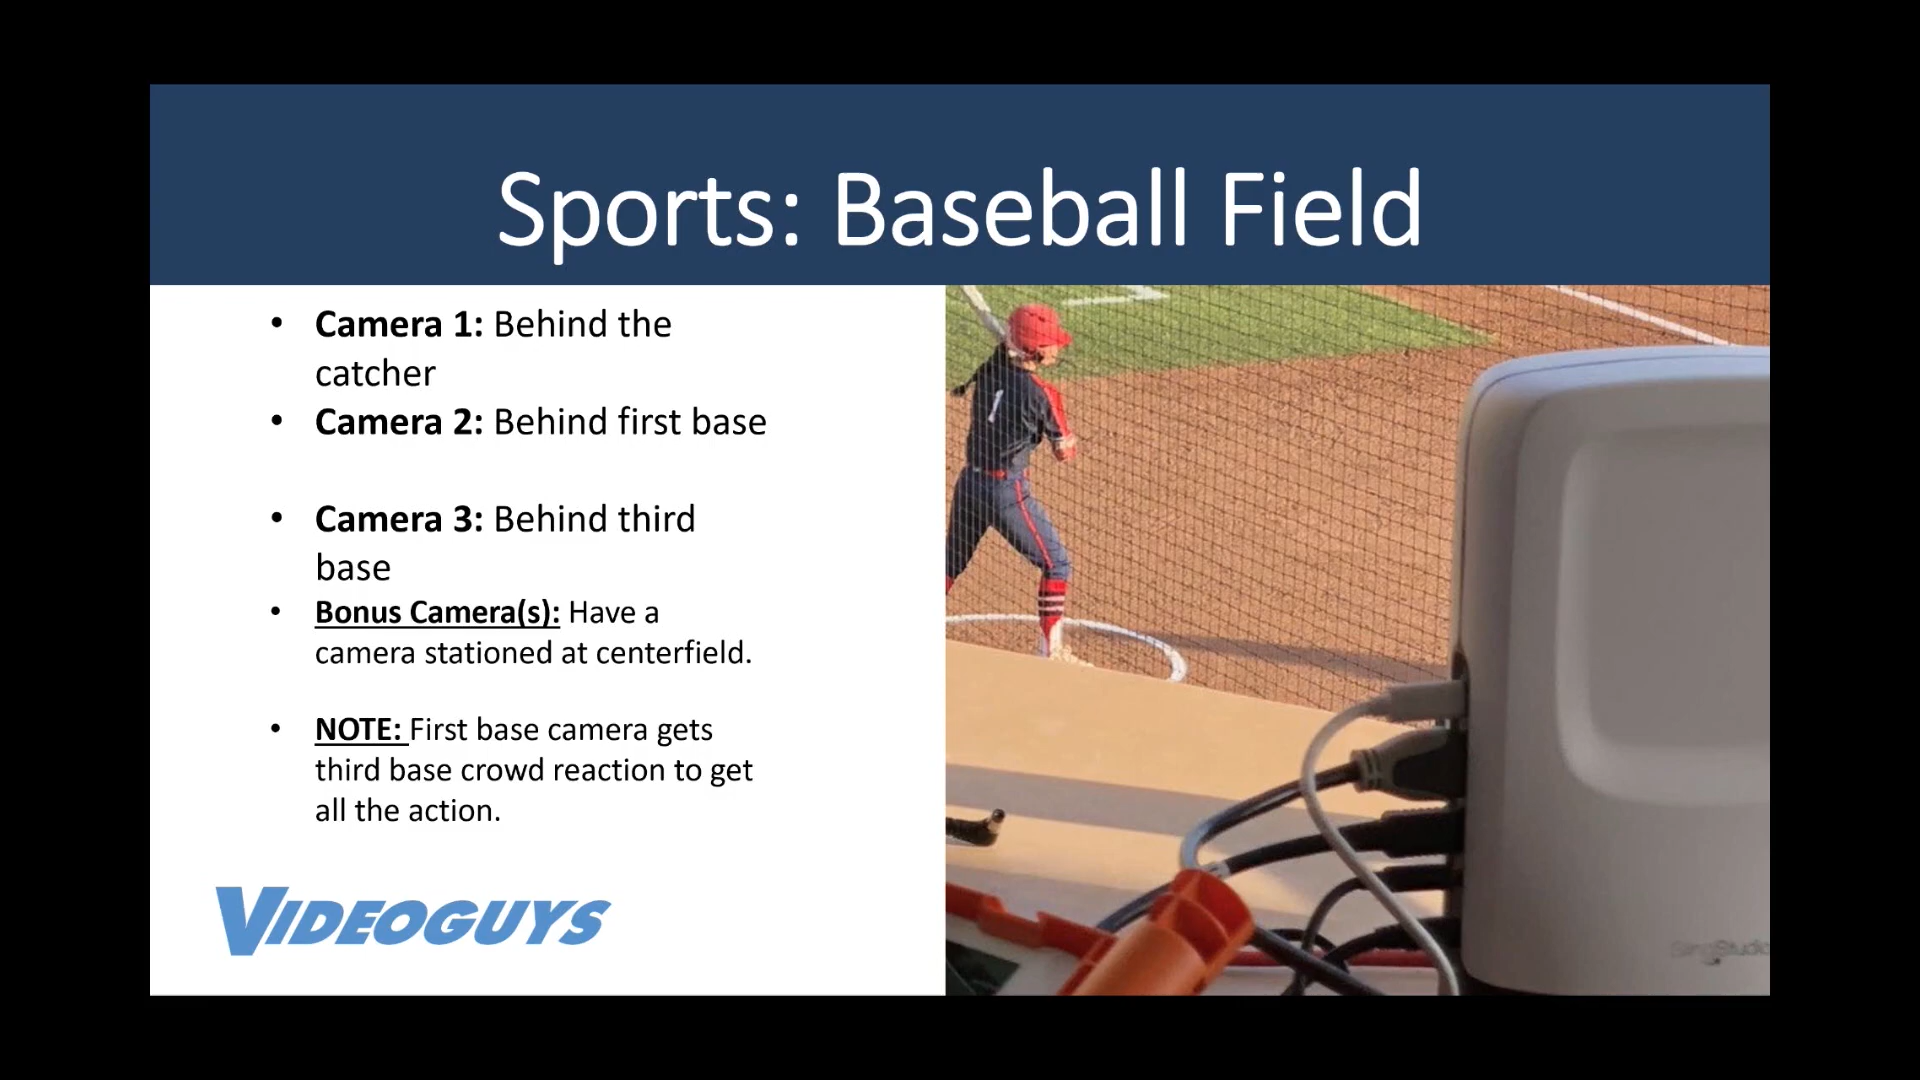 Sports: Baseball Field
• Camera 1: Behind the
catcher
• Camera 2: Behind first base
• Camera 3: Behind third
base
• Bonus Camera(s): Have a
camera stationed at centerfield.
• NOTE: First base camera gets
third base crowd reaction to get
all the action.
VIDEOGUYS
1
SlingStudio